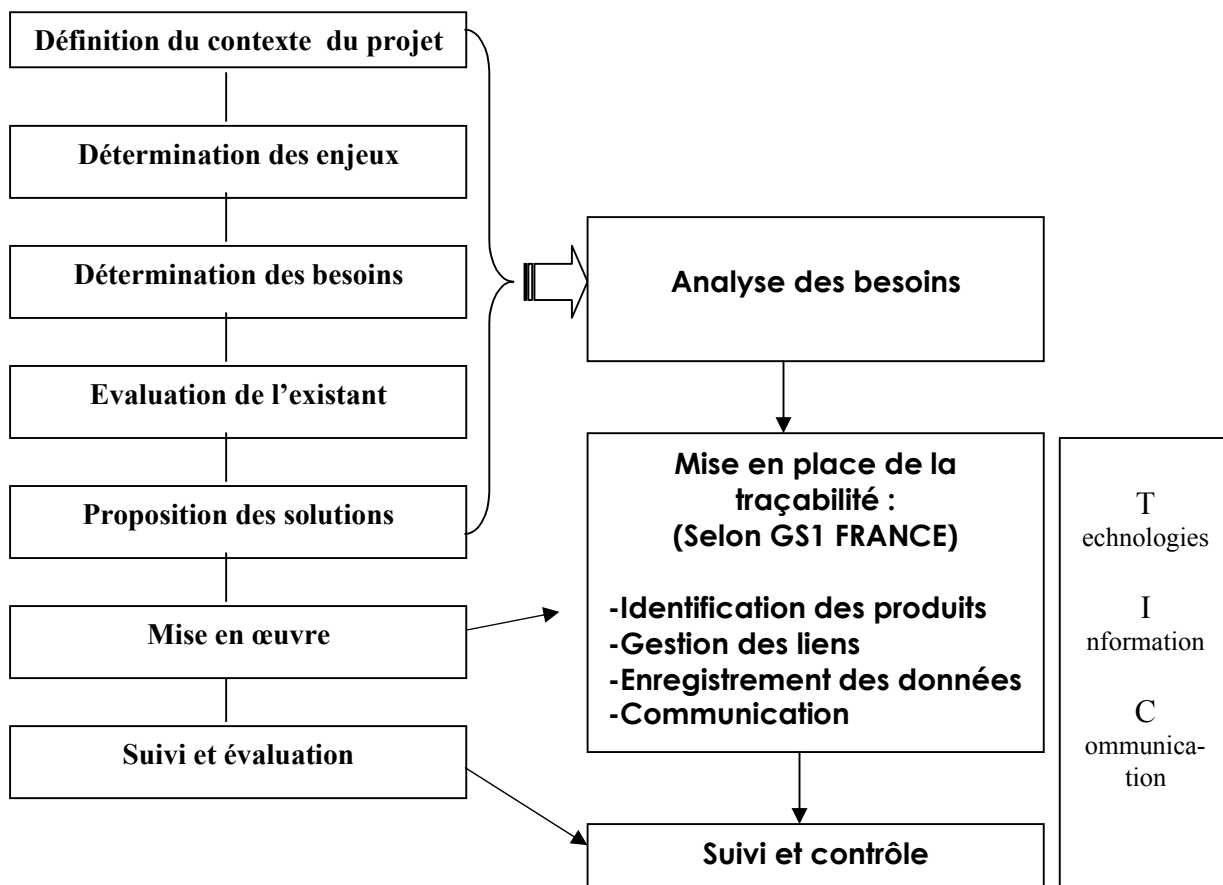 Définition du contexte du projet
Détermination des enjeux
Détermination des besoins
Evaluation de l’existant
Proposition des solutions
Mise en œuvre
Suivi et évaluation
Analyse des besoins
Mise en place de la
traçabilité :
(Selon GS1 FRANCE)
-Identification des produits
-Gestion des liens
-Enregistrement des données
-Communication
Suivi et contrôle
T
echnologies
I
nformation
C
ommunica-
tion